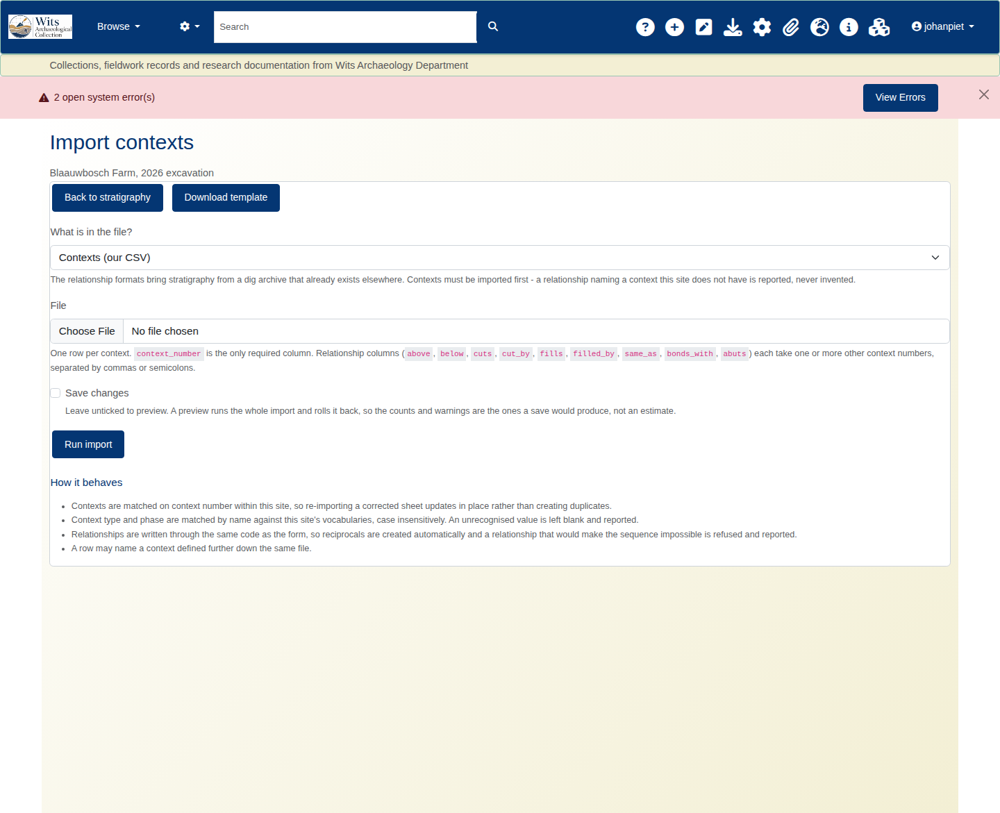 Wits
Archaeological
Collection
Browse
Search
johanpiet
Collections, fieldwork records and research documentation from Wits Archaeology Department
2 open system error(s)
View Errors
Import contexts
Blaauwbosch Farm, 2026 excavation
Back to stratigraphy
Download template
What is in the file?
Contexts (our CSV)
The relationship formats bring stratigraphy from a dig archive that already exists elsewhere. Contexts must be imported first - a relationship naming a context this site does not have is reported, never invented.
File
Choose File No file chosen
One row per context. context_number is the only required column. Relationship columns (above, below, cuts, cut_by, fills, filled_by, same_as, bonds_with, abuts) each take one or more other context numbers,
separated by commas or semicolons.
Save changes
Leave unticked to preview. A preview runs the whole import and rolls it back, so the counts and warnings are the ones a save would produce, not an estimate.
Run import
How it behaves
Contexts are matched on context number within this site, so re-importing a corrected sheet updates in place rather than creating duplicates.
Context type and phase are matched by name against this site's vocabularies, case insensitively. An unrecognised value is left blank and reported.
Relationships are written through the same code as the form, so reciprocals are created automatically and a relationship that would make the sequence impossible is refused and reported.
A row may name a context defined further down the same file.